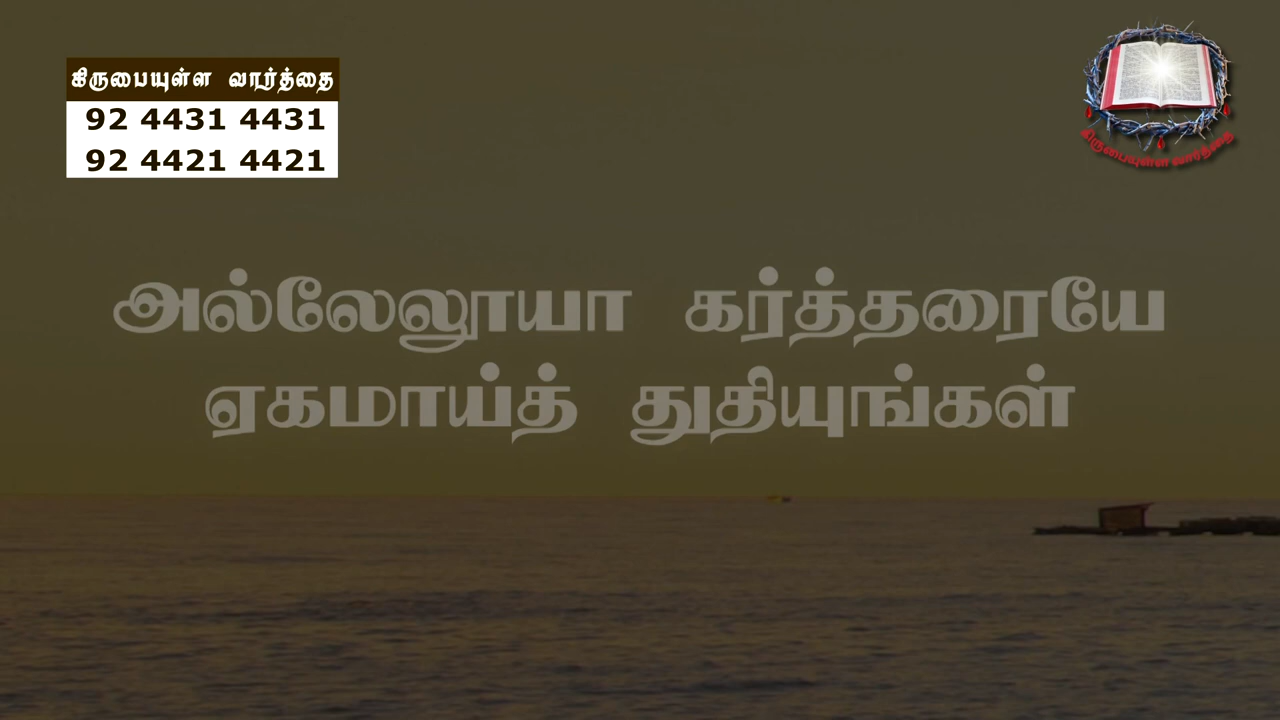 கிருபையுள்ள வார்த்தை
92 4431 4431
92 4421 4421
கிருபையுள்ள வார்த்தை
அல்லேலூயா கர்த்தரையே
ஏகமாய்த் துதியுங்கள்